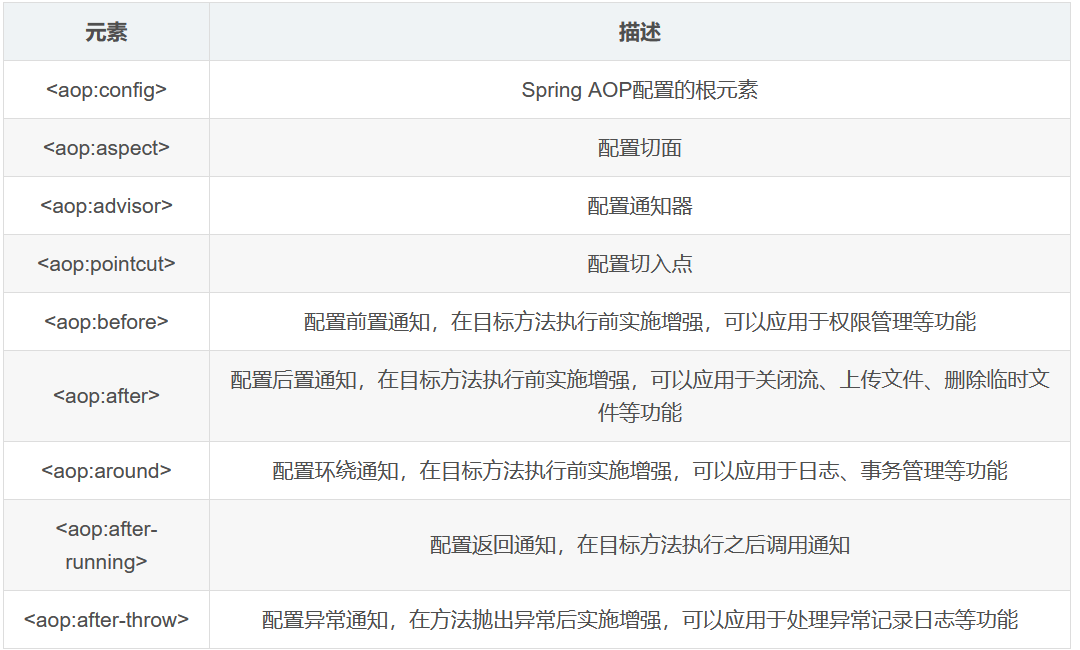 元素 描述
<aop:config> Spring AOP配置的根元素
<aop:aspect> 配置切面
<aop:advisor> 配置通知器
<aop:pointcut> 配置切入点
<aop:before> 配置前置通知，在目标方法执行前实施增强，可以应用于权限管理等功能
<aop:after> 配置后置通知，在目标方法执行前实施增强，可以应用于关闭流、上传文件、删除临时文
件等功能
<aop:around> 配置环绕通知，在目标方法执行前实施增强，可以应用于日志、事务管理等功能
<aop:after-
running> 配置返回通知，在目标方法执行之后调用通知
<aop:after-throw> 配置异常通知，在方法抛出异常后实施增强，可以应用于处理异常记录日志等功能